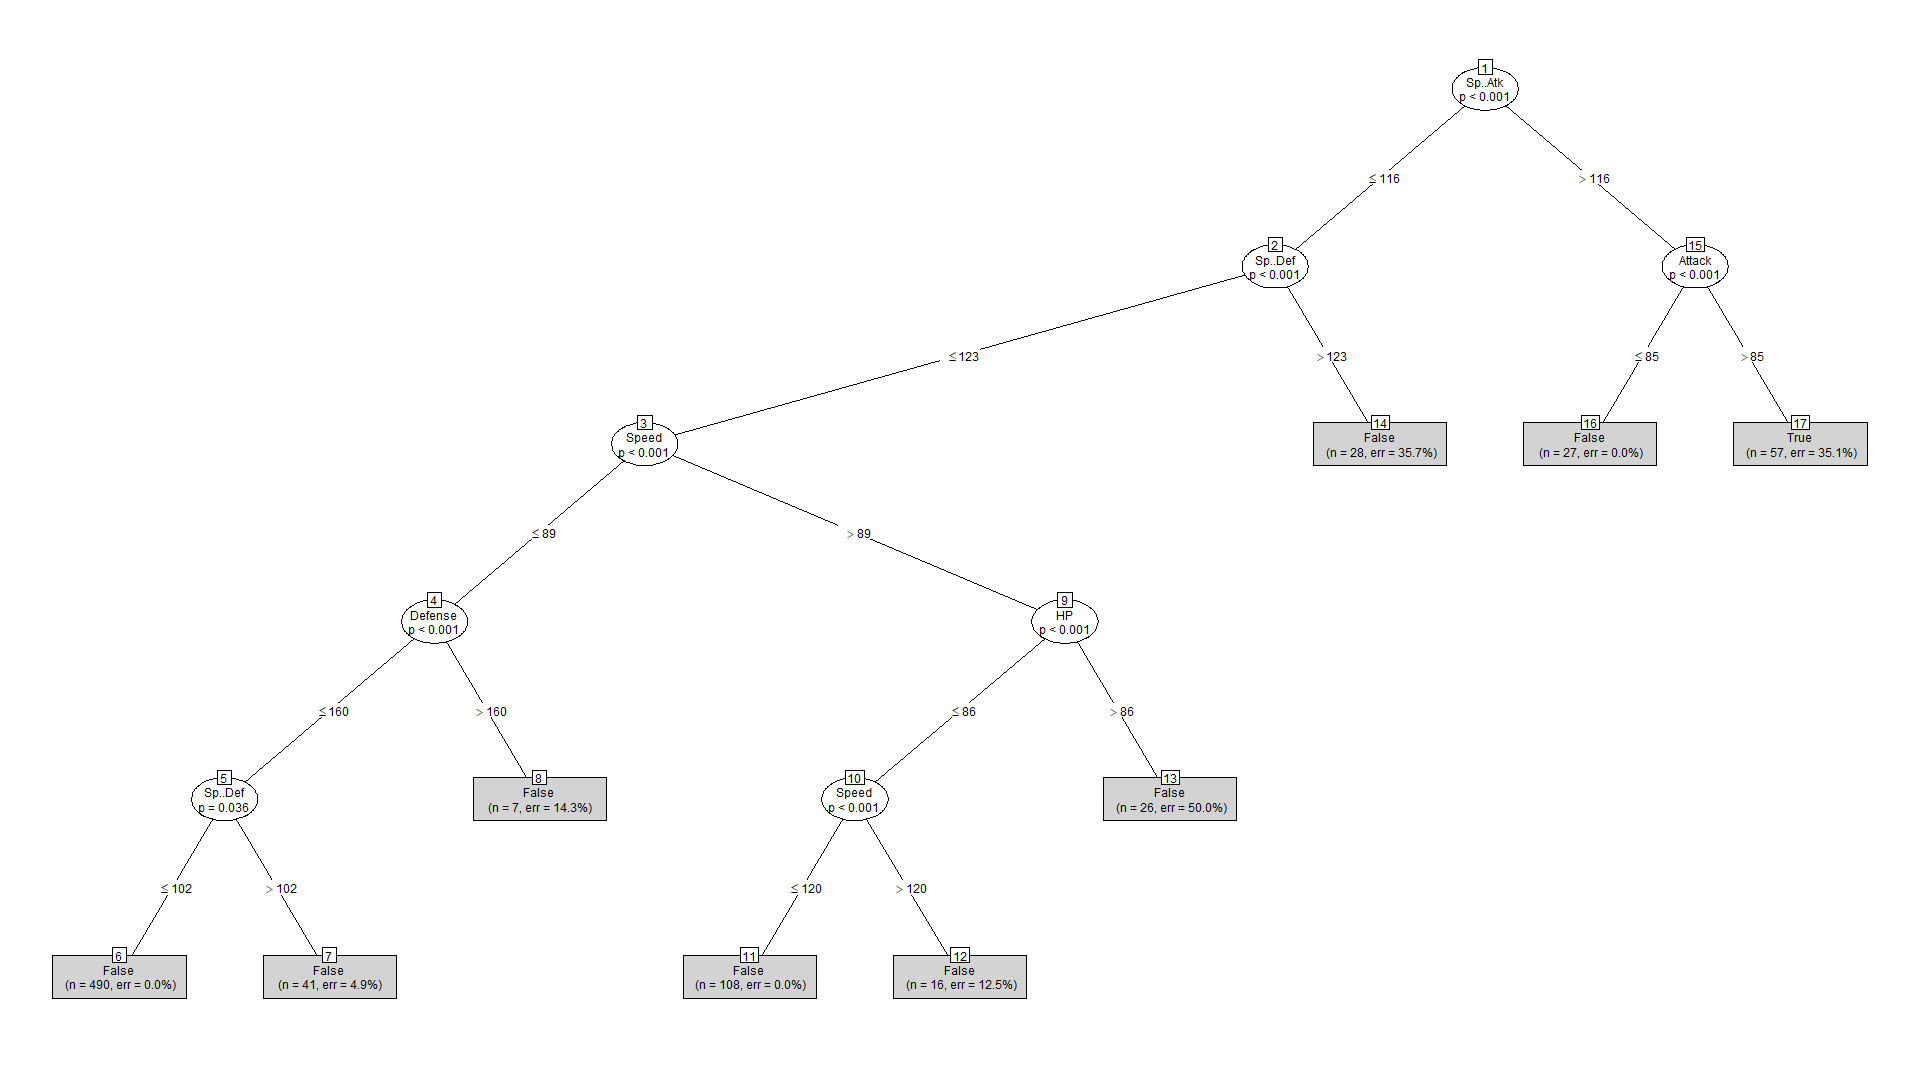 1
Sp..Atk
p < 0.001
≤ 116
> 116
2
Sp..Def
p < 0.001
15
Attack
p < 0.001
≤ 123
> 123
≤ 85
> 85
3
Speed
p < 0.001
14
False
(n = 28, err = 35.7%)
16
False
(n = 27, err = 0.0%)
17
True
(n = 57, err = 35.1%)
≤ 89
> 89
4
Defense
p < 0.001
9
HP
p < 0.001
≤ 160
> 160
≤ 86
> 86
5
Sp..Def
p = 0.036
8
False
(n = 7, err = 14.3%)
10
Speed
p < 0.001
13
False
(n = 26, err = 50.0%)
≤ 102
> 102
≤ 120
> 120
6
False
(n = 490, err = 0.0%)
7
False
(n = 41, err = 4.9%)
11
False
(n = 108, err = 0.0%)
12
False
(n = 16, err = 12.5%)